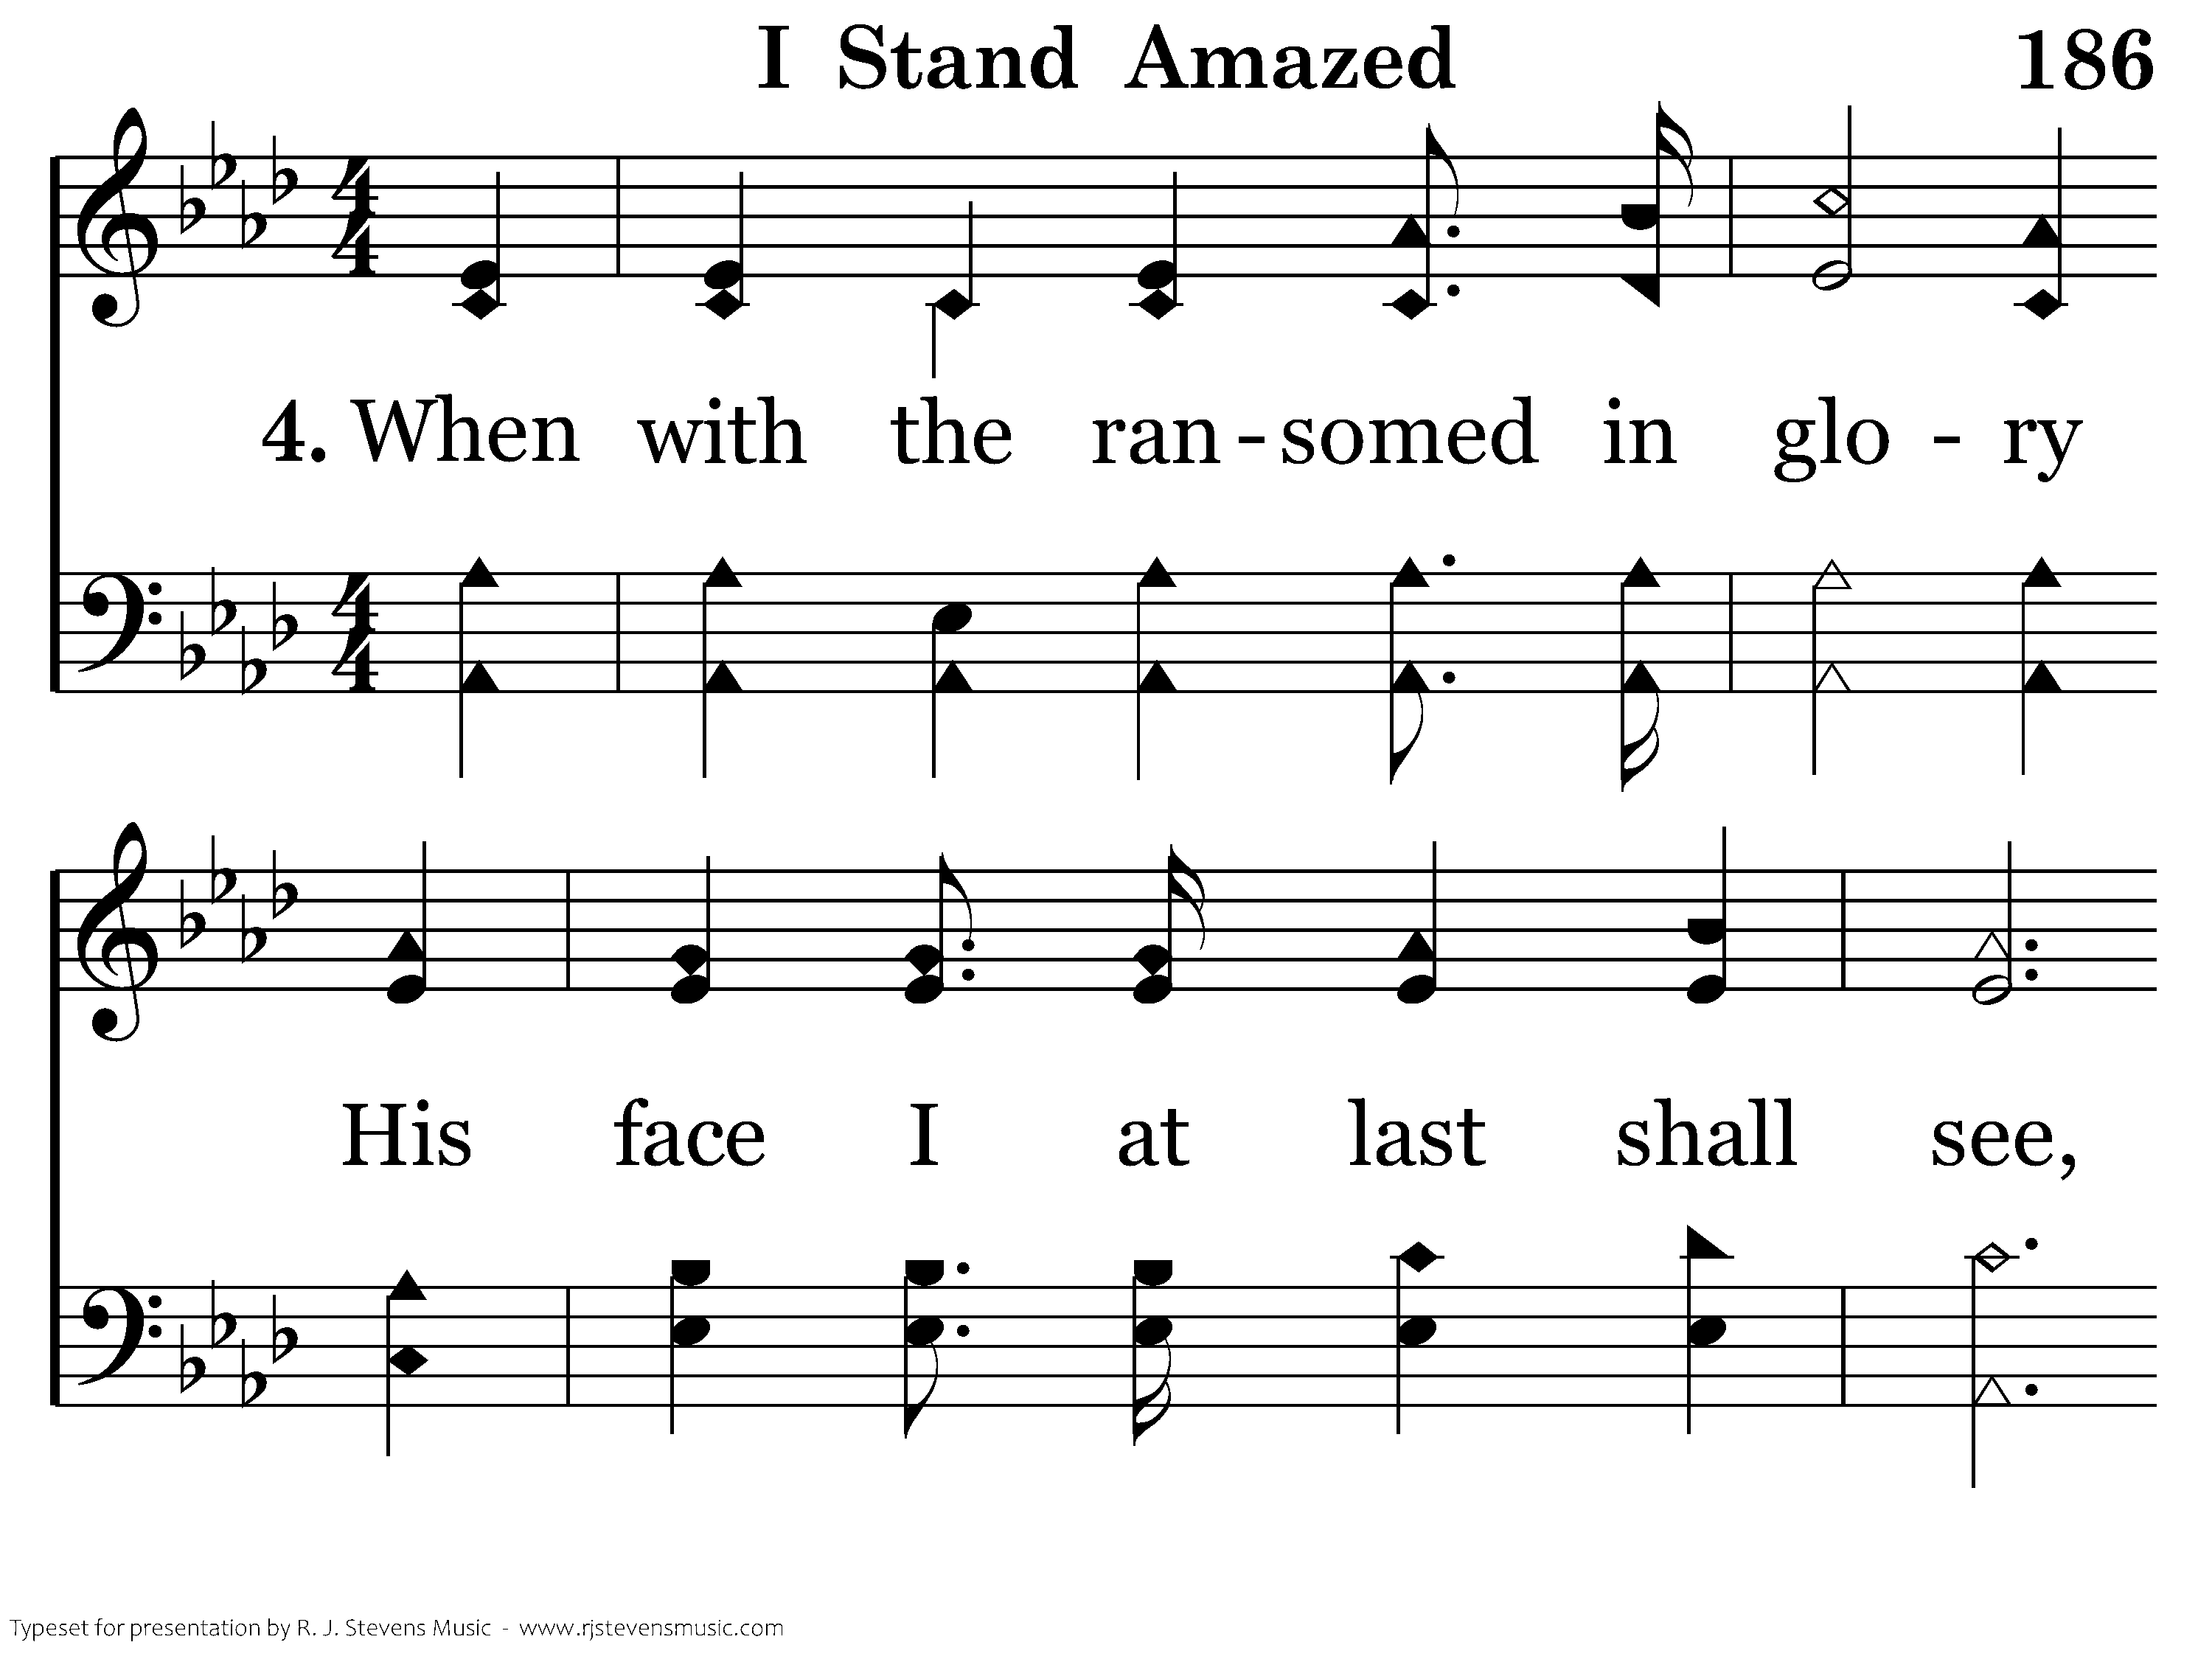 I Stand Amazed 186
4. When with the ran - somed in glo - ry
His face I at last shall see,
Typeset for presentation by R. J. Stevens Music - www.rjstevensmusic.com